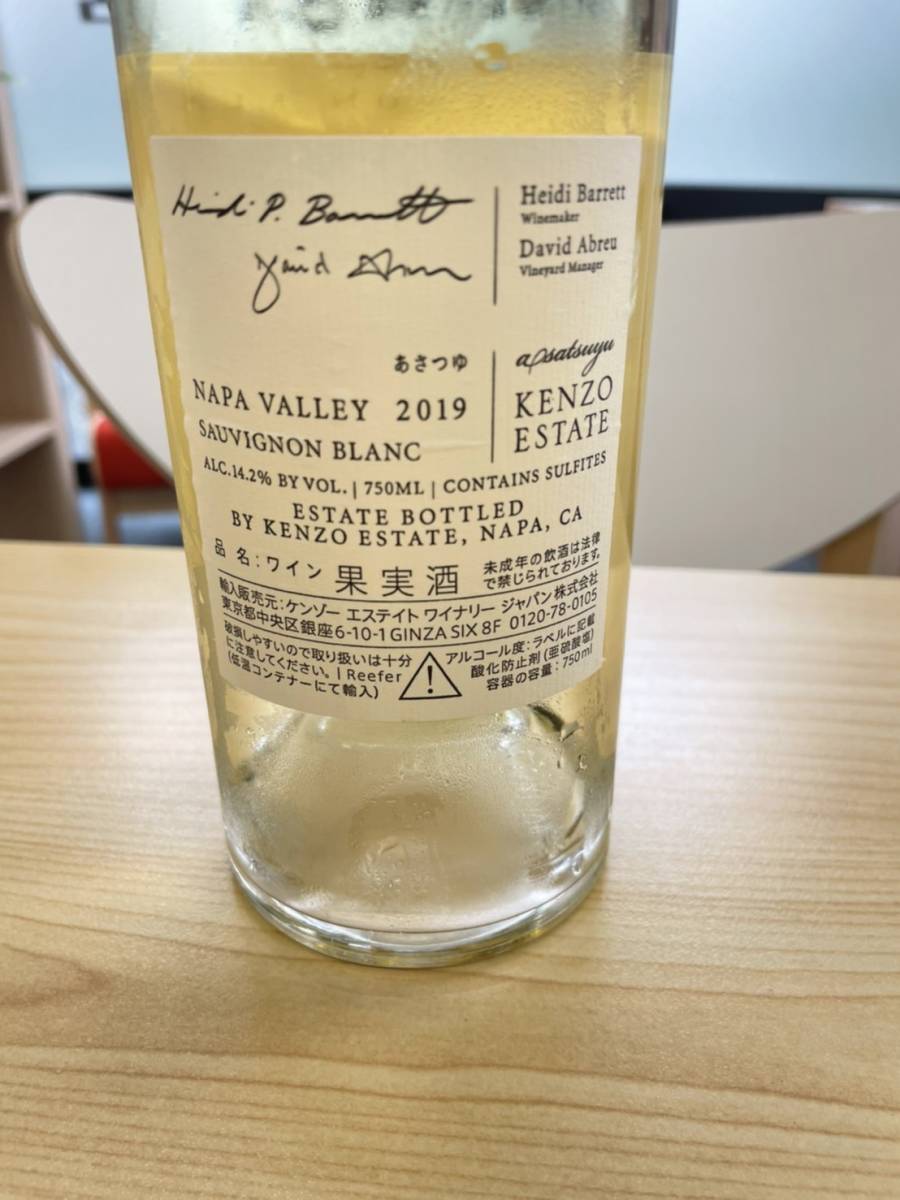 Heidi P. Barrett
David Abreu
Heidi Barrett
Winemaker
David Abreu
Vineyard Manager
あさつゆ
NAPA VALLEY 2019
SAUVIGNON BLANC
asatsuyu
KENZO
ESTATE
ALC.14.2% BY VOL. | 750ML | CONTAINS SULFITES
ESTATE BOTTLED
BY KENZO ESTATE, NAPA, CA
品 名:ワイン 果実酒
未成年の飲酒は法律
で禁じられております。
輸入販売元:ケンゾー エステイト ワイナリー ジャパン株式会社
東京都中央区銀座6-10-1 GINZA SIX 8F 0120-78-0105
破損しやすいので取り扱いは十分
に注意してください。| Reefer
(低温コンテナーにて輸入)
アルコール度:ラベルに記載
酸化防止剤(亜硫酸塩)
容器の容量:750ml